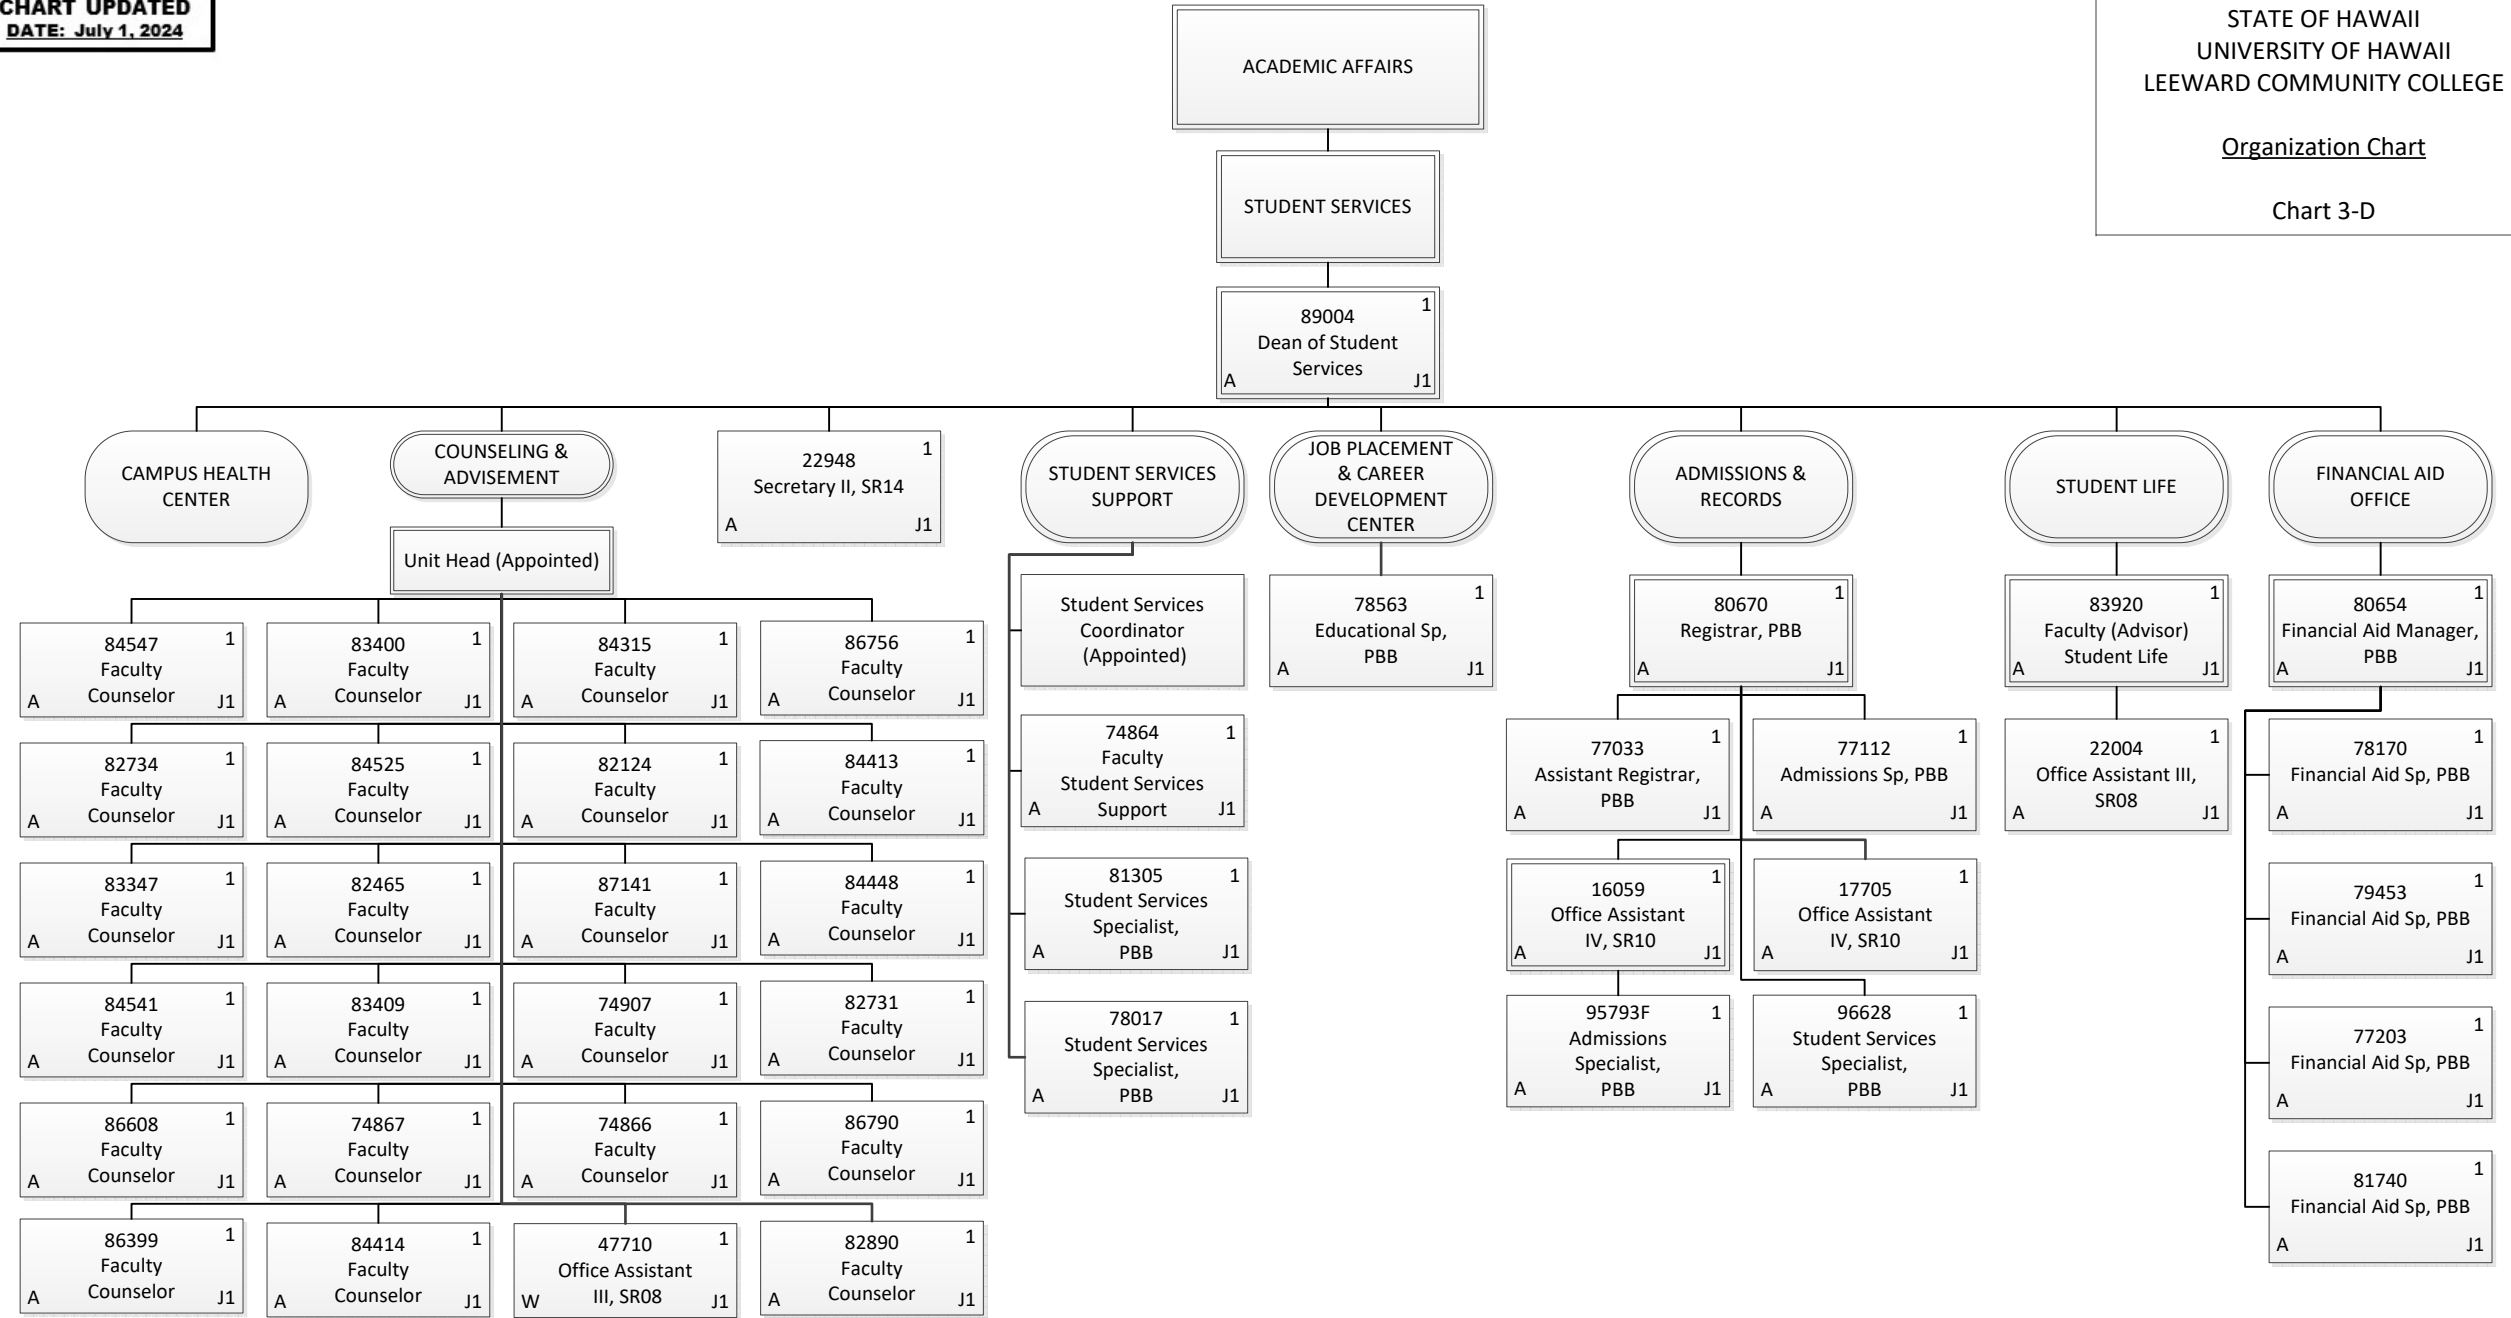 CHART UPDATED
DATE: July 1, 2024
STATE OF HAWAII
UNIVERSITY OF HAWAII
LEEWARD COMMUNITY COLLEGE
Organization Chart
Chart 3-D
ACADEMIC AFFAIRS
STUDENT SERVICES
1
89004
Dean of Student
Services
A J1
CAMPUS HEALTH
CENTER
COUNSELING &
ADVISEMENT
Unit Head (Appointed)
1
84547
Faculty
Counselor
A J1
1
83400
Faculty
Counselor
A J1
1
84315
Faculty
Counselor
A J1
1
86756
Faculty
Counselor
A J1
1
82734
Faculty
Counselor
A J1
1
84525
Faculty
Counselor
A J1
1
82124
Faculty
Counselor
A J1
1
84413
Faculty
Counselor
A J1
1
83347
Faculty
Counselor
A J1
1
82465
Faculty
Counselor
A J1
1
87141
Faculty
Counselor
A J1
1
84448
Faculty
Counselor
A J1
1
84541
Faculty
Counselor
A J1
1
83409
Faculty
Counselor
A J1
1
74907
Faculty
Counselor
A J1
1
82731
Faculty
Counselor
A J1
1
86608
Faculty
Counselor
A J1
1
74867
Faculty
Counselor
A J1
1
74866
Faculty
Counselor
A J1
1
86790
Faculty
Counselor
A J1
1
86399
Faculty
Counselor
A J1
1
84414
Faculty
Counselor
A J1
1
47710
Office Assistant
III, SR08
W J1
1
82890
Faculty
Counselor
A J1
1
22948
Secretary II, SR14
A J1
STUDENT SERVICES
SUPPORT
Student Services
Coordinator
(Appointed)
1
74864
Faculty
Student Services
Support
A J1
1
81305
Student Services
Specialist,
PBB
A J1
1
78017
Student Services
Specialist,
PBB
A J1
JOB PLACEMENT
& CAREER
DEVELOPMENT
CENTER
1
78563
Educational Sp,
PBB
A J1
ADMISSIONS &
RECORDS
1
80670
Registrar, PBB
A J1
1
77033
Assistant Registrar,
PBB
A J1
1
77112
Admissions Sp, PBB
A J1
1
16059
Office Assistant
IV, SR10
A J1
1
17705
Office Assistant
IV, SR10
A J1
1
95793F
Admissions
Specialist,
PBB
A J1
1
96628
Student Services
Specialist,
PBB
A J1
STUDENT LIFE
1
83920
Faculty (Advisor)
Student Life
A J1
1
22004
Office Assistant III,
SR08
A J1
FINANCIAL AID
OFFICE
1
80654
Financial Aid Manager,
PBB
A J1
1
78170
Financial Aid Sp, PBB
A J1
1
79453
Financial Aid Sp, PBB
A J1
1
77203
Financial Aid Sp, PBB
A J1
1
81740
Financial Aid Sp, PBB
A J1